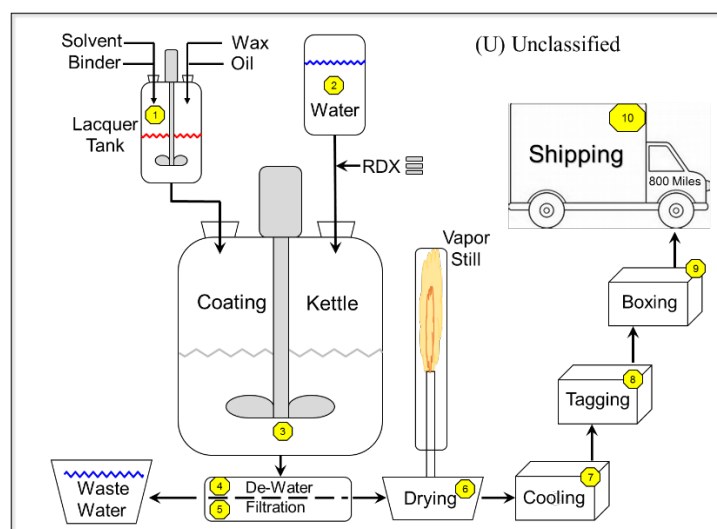 (U) Unclassified
Solvent
Binder
Wax
Oil
1
Lacquer
Tank
2
Water
RDX
10
Shipping
800 Miles
Coating
Kettle
3
Vapor
Still
9
Boxing
8
Tagging
Waste
Water
4
De-Water
5
Filtration
Drying
6
7
Cooling